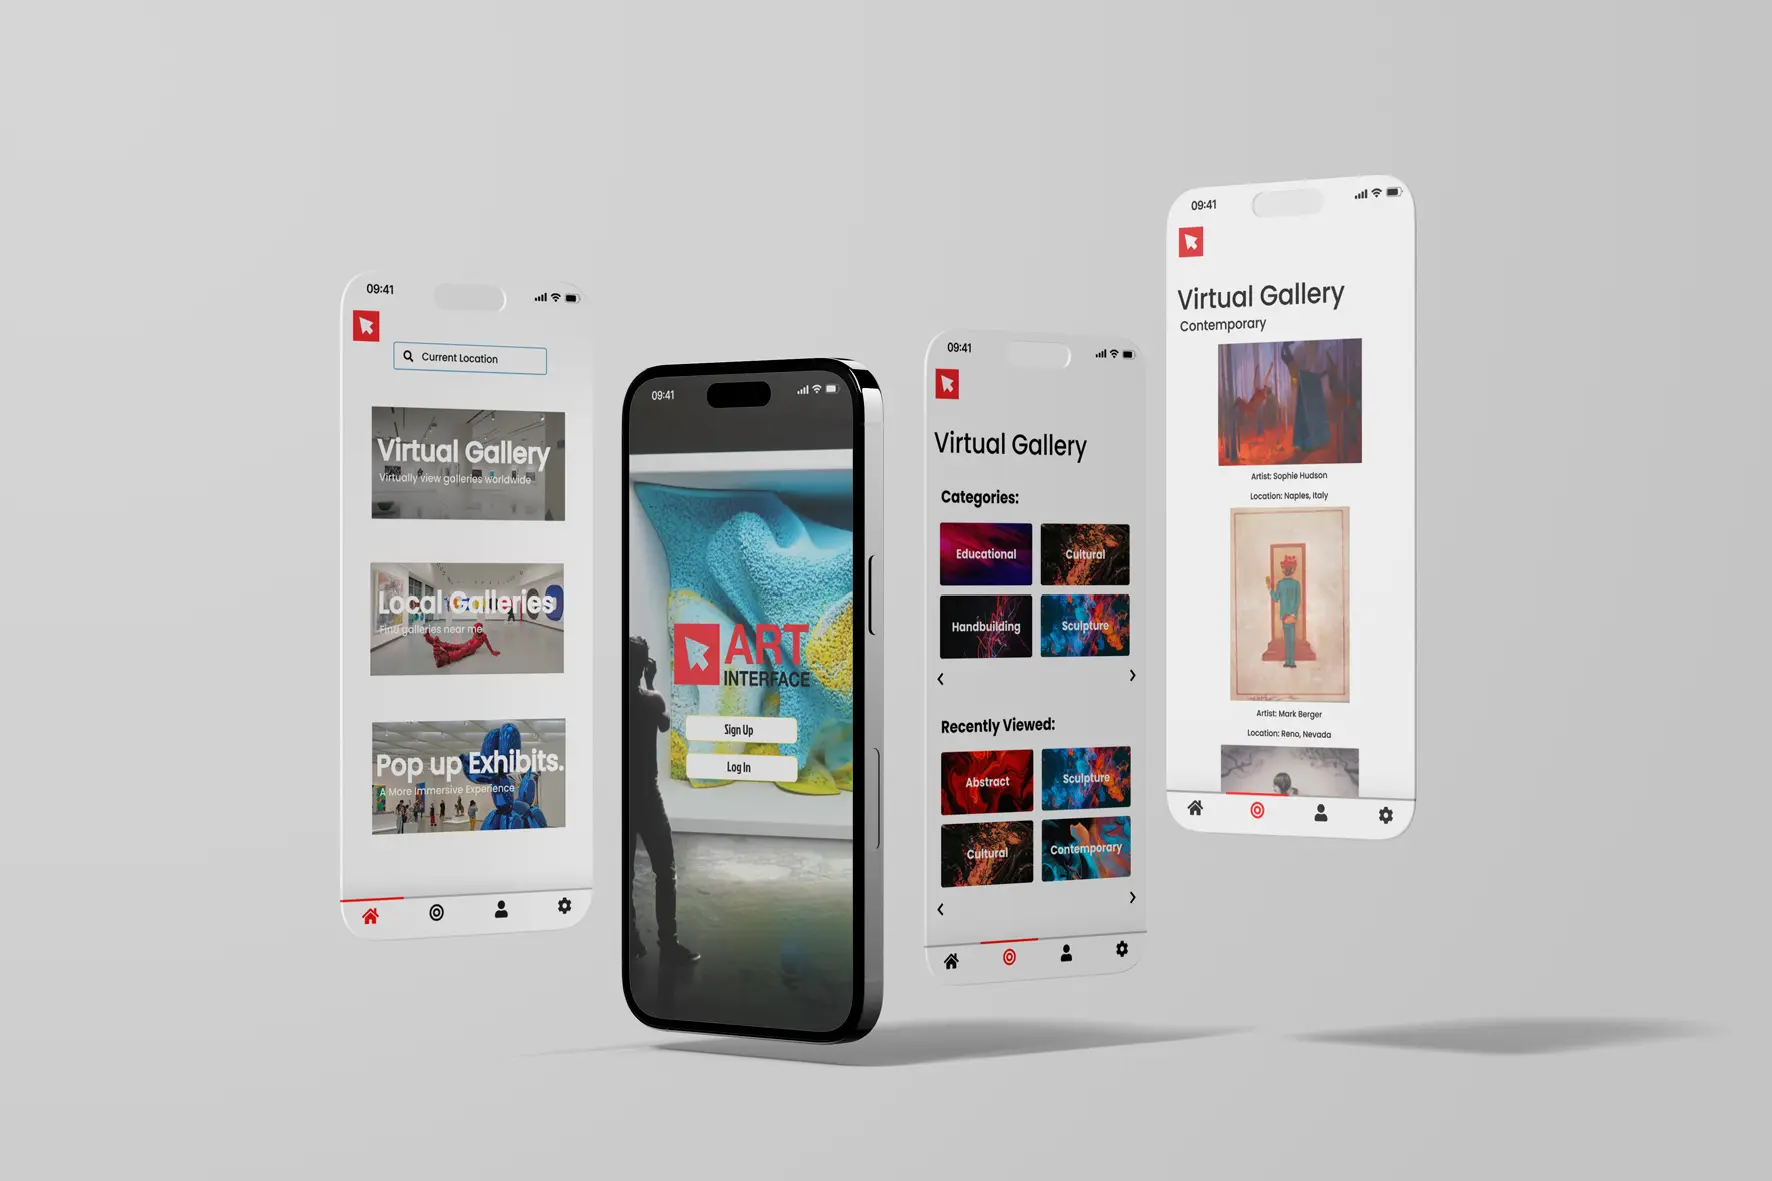 09:41
Current Location
Virtual Gallery
Virtually view galleries worldwide
Local Galleries
Find galleries near me
Pop up Exhibits.
A More Immersive Experience
09:41
ART
INTERFACE
Sign Up
Log In
09:41
Virtual Gallery
Categories:
Educational
Cultural
Handbuilding
Sculpture
Recently Viewed:
Abstract
Sculpture
Cultural
Contemporary
09:41
Virtual Gallery
Contemporary
Artist: Sophie Hudson
Location: Naples, Italy
Artist: Mark Berger
Location: Reno, Nevada